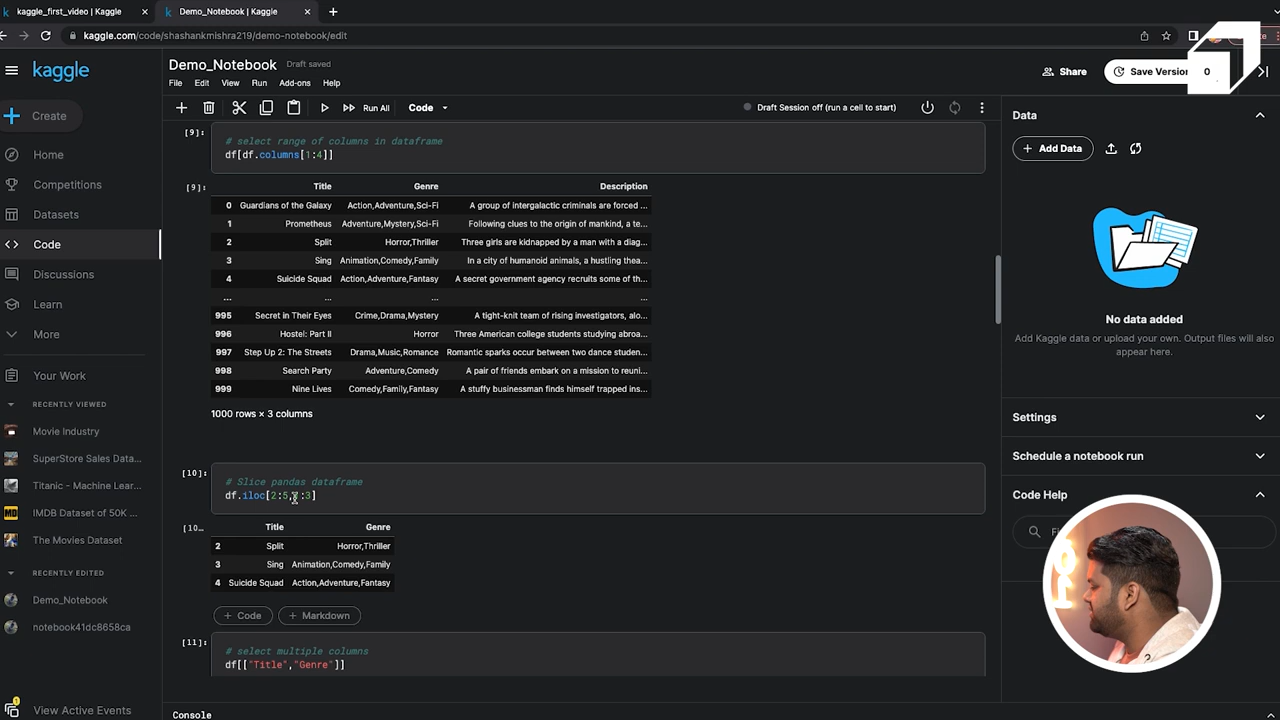 kaggle_first_video | Kaggle
Demo_Notebook | Kaggle
kaggle.com/code/shashankmishra219/demo-notebook/edit
kaggle
Demo_Notebook
Draft saved
File
Edit
View
Run
Add-ons
Help
Share
Save Version
0
Run All
Code
Draft Session off (run a cell to start)
Create
Home
Competitions
Datasets
Code
Discussions
Learn
More
Your Work
RECENTLY VIEWED
Movie Industry
SuperStore Sales Data...
Titanic - Machine Lear...
IMDB Dataset of 50K ...
The Movies Dataset
RECENTLY EDITED
Demo_Notebook
notebook41dc8658ca
View Active Events
1
[9]:
# select range of columns in dataframe
df[df.columns[1:4]]
[9]:
Title Genre Description
0 Guardians of the Galaxy Action,Adventure,Sci-Fi A group of intergalactic criminals are forced ...
1 Prometheus Adventure,Mystery,Sci-Fi Following clues to the origin of mankind, a te...
2 Split Horror,Thriller Three girls are kidnapped by a man with a diag...
3 Sing Animation,Comedy,Family In a city of humanoid animals, a hustling thea...
4 Suicide Squad Action,Adventure,Fantasy A secret government agency recruits some of th...
... ... ... ...
995 Secret in Their Eyes Crime,Drama,Mystery A tight-knit team of rising investigators, alo...
996 Hostel: Part II Horror Three American college students studying abroa...
997 Step Up 2: The Streets Drama,Music,Romance Romantic sparks occur between two dance studen...
998 Search Party Adventure,Comedy A pair of friends embark on a mission to reuni...
999 Nine Lives Comedy,Family,Fantasy A stuffy businessman finds himself trapped ins...
1000 rows × 3 columns
[10]:
# Slice pandas dataframe
df.iloc[2:5, :3]
[10...
Title Genre
2 Split Horror,Thriller
3 Sing Animation,Comedy,Family
4 Suicide Squad Action,Adventure,Fantasy
+ Code
+ Markdown
[11]:
# select multiple columns
df[["Title","Genre"]]
Console
Data
+ Add Data
No data added
Add Kaggle data or upload your own. Output files will also
appear here.
Settings
Schedule a notebook run
Code Help